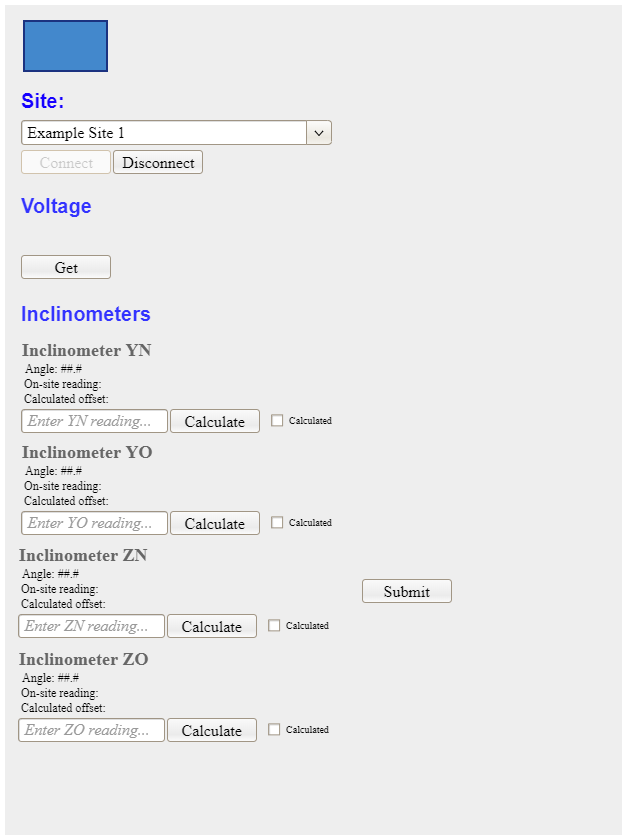 Site:
Example Site 1
Connect Disconnect
Voltage
Get
Inclinometers
Inclinometer YN
Angle: ##.#
On-site reading:
Calculated offset:
Enter YN reading... Calculate Calculated
Inclinometer YO
Angle: ##.#
On-site reading:
Calculated offset:
Enter YO reading... Calculate Calculated
Inclinometer ZN
Angle: ##.#
On-site reading:
Submit
Calculated offset:
Enter ZN reading... Calculate Calculated
Inclinometer ZO
Angle: ##.#
On-site reading:
Calculated offset:
Enter ZO reading... Calculate Calculated